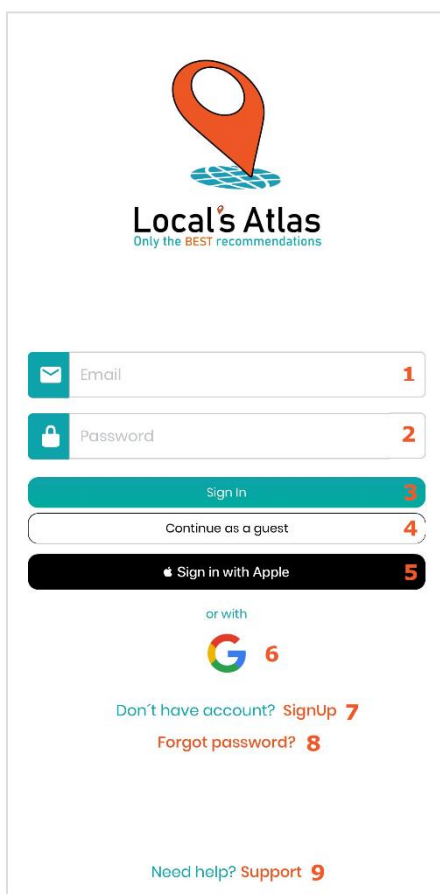 Local's Atlas
Only the BEST recommendations
Email 1
Password 2
Sign In 3
Continue as a guest 4
Sign in with Apple 5
or with
G 6
Don´t have account? SignUp 7
Forgot password? 8
Need help? Support 9